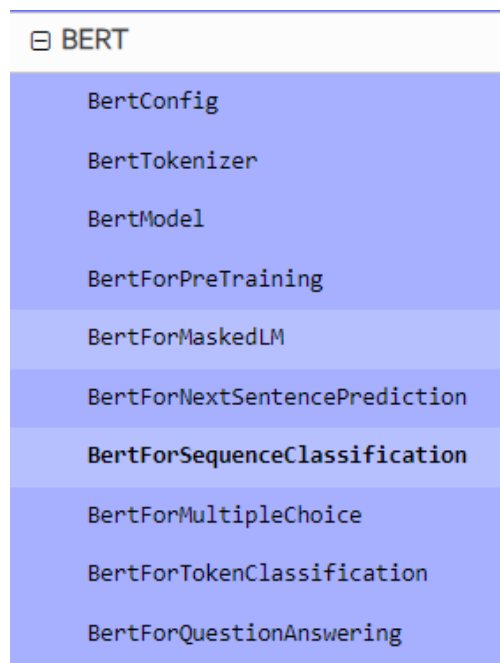 BERT
BertConfig
BertTokenizer
BertModel
BertForPreTraining
BertForMaskedLM
BertForNextSentencePrediction
BertForSequenceClassification
BertForMultipleChoice
BertForTokenClassification
BertForQuestionAnswering